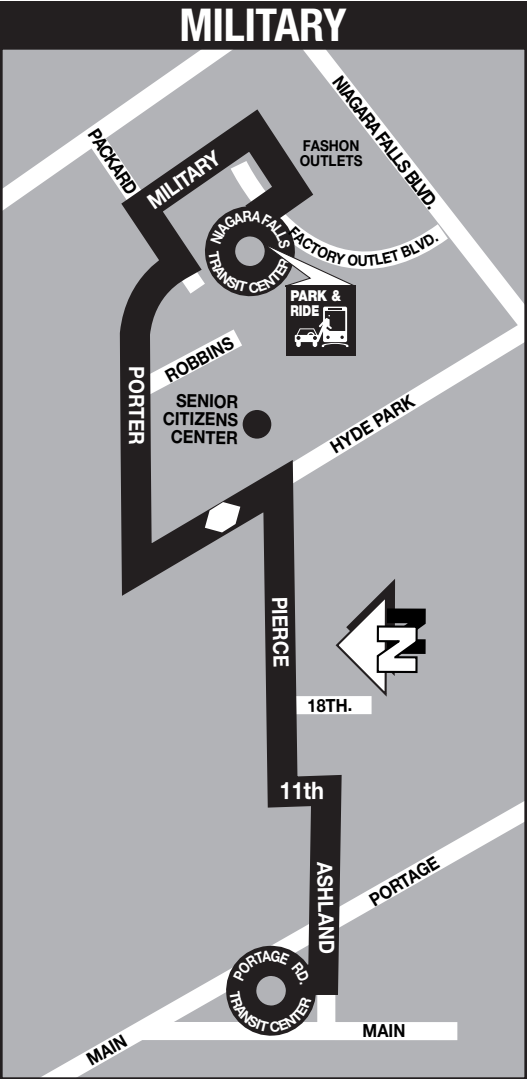 MILITARY
NIAGARA FALLS BLVD.
PACKARD
FASHON
OUTLETS
MILITARY
NIAGARA FALLS
TRANSIT CENTER
FACTORY OUTLET BLVD.
PARK &
RIDE
ROBBINS
PORTER
SENIOR
CITIZENS
CENTER
HYDE PARK
PIERCE
N
18TH.
11th
ASHLAND
PORTAGE
PORTAGE RD.
TRANSIT CENTER
MAIN
MAIN